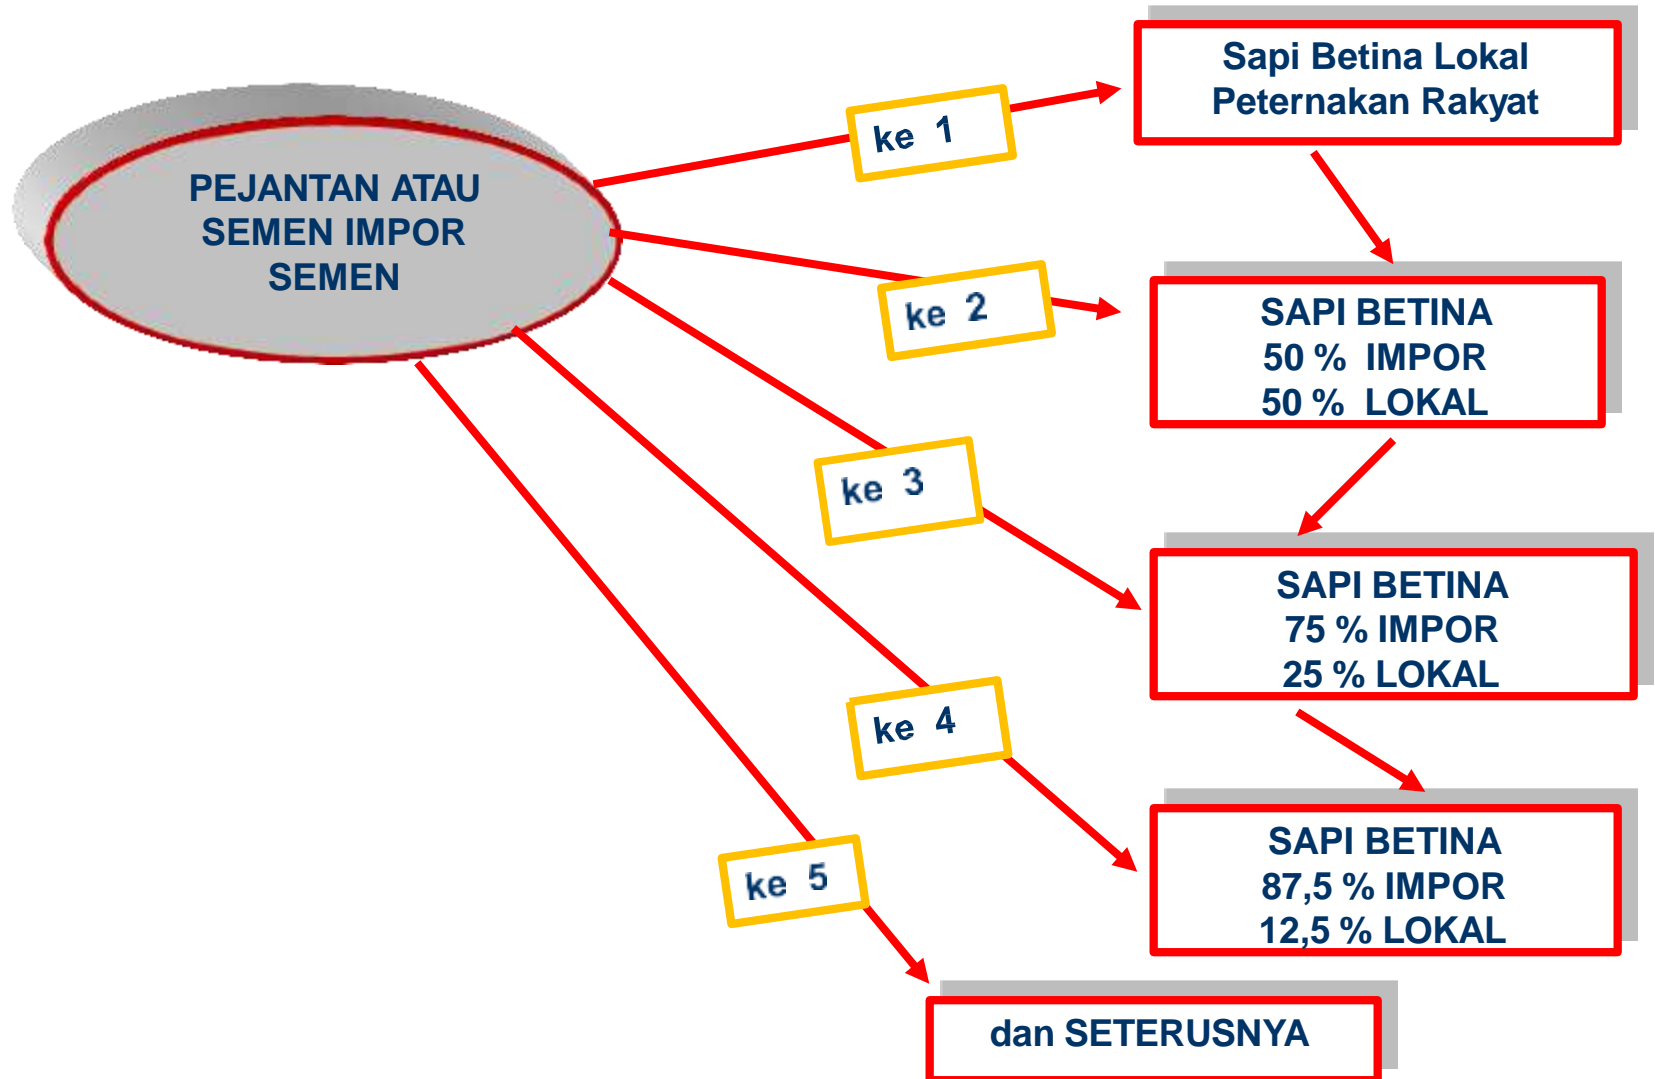 PEJANTAN ATAU
SEMEN IMPOR
SEMEN
ke 1
Sapi Betina Lokal
Peternakan Rakyat
ke 2
SAPI BETINA
50 % IMPOR
50 % LOKAL
ke 3
SAPI BETINA
75 % IMPOR
25 % LOKAL
ke 4
SAPI BETINA
87,5 % IMPOR
12,5 % LOKAL
ke 5
dan SETERUSNYA